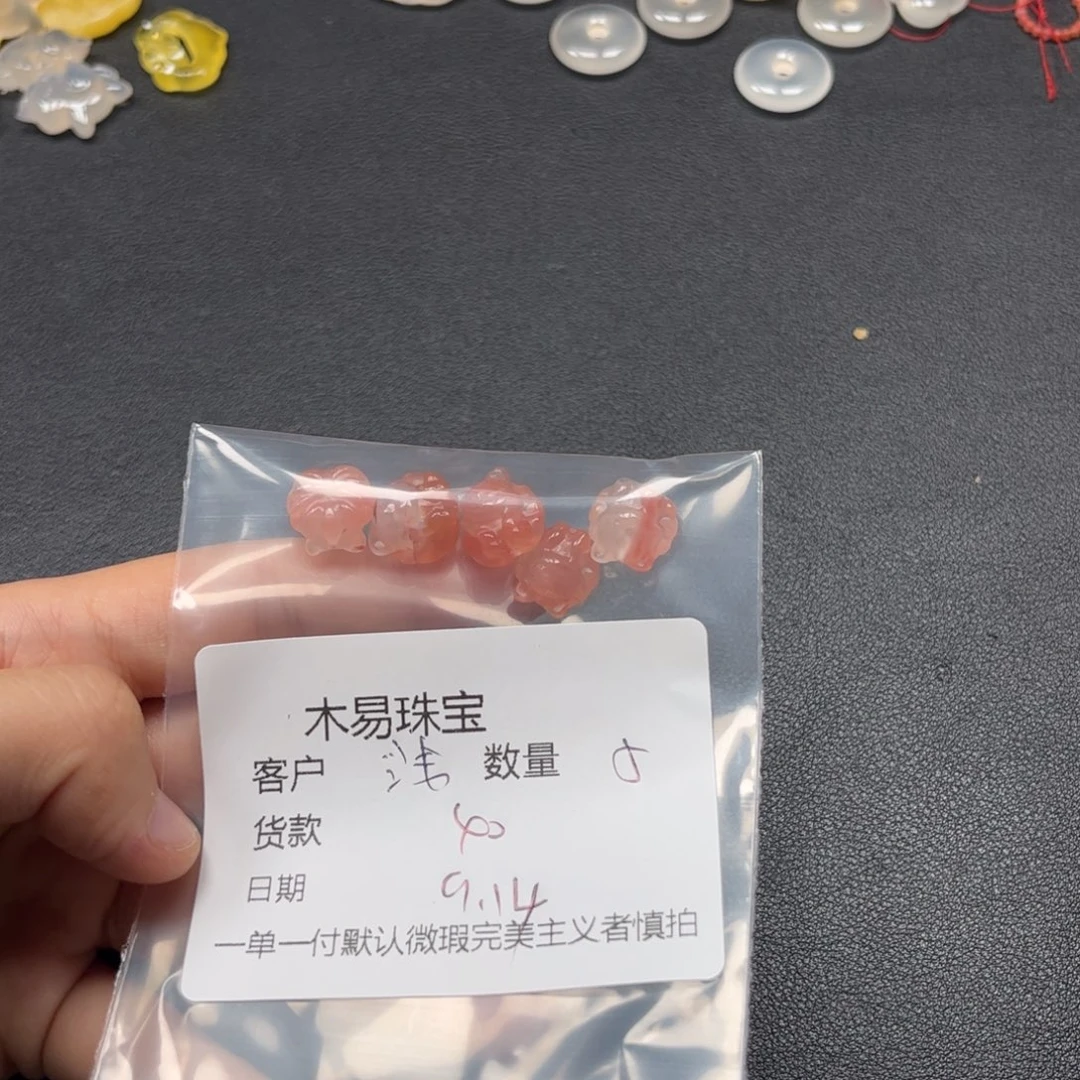 木易珠宝
客户 浅 数量 5
货款 40
日期 9.14
一单一付默认微瑕完美主义者慎拍